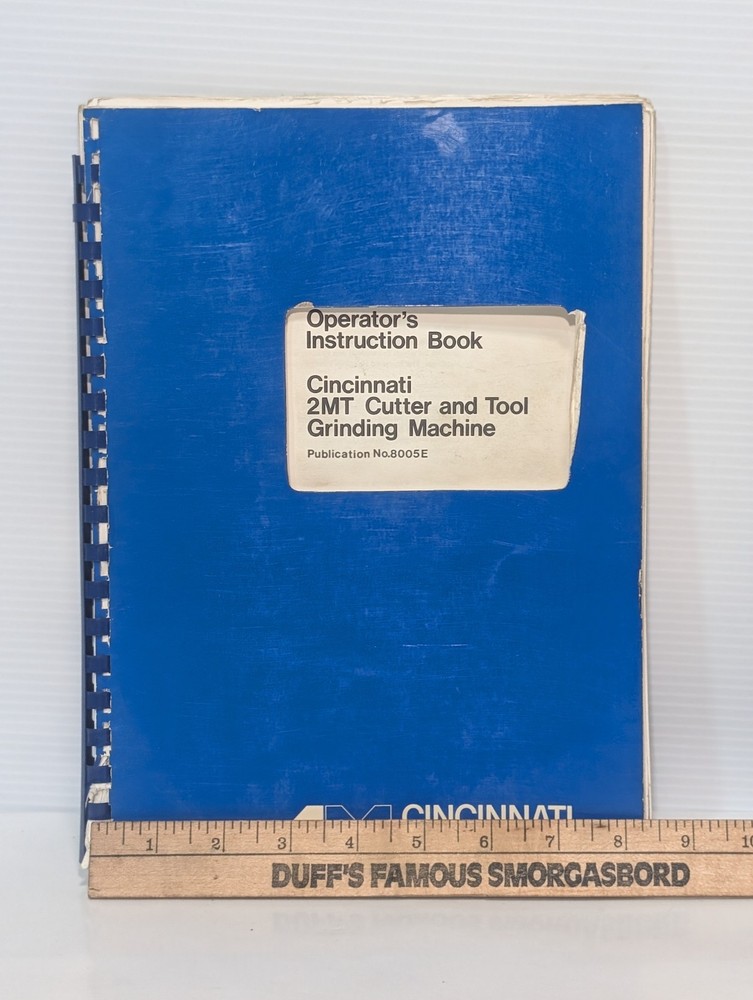 Operator's
Instruction Book
Cincinnati
2MT Cutter and Tool
Grinding Machine
Publication No.8005E
CINCINNATI
1 2 3 4 5 6 7 8 9 10
DUFF'S FAMOUS SMORGASBORD